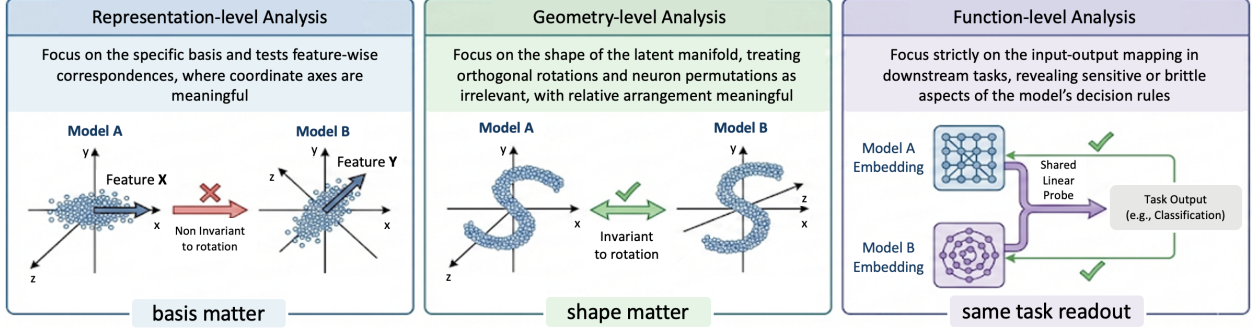 Representation-level Analysis
Focus on the specific basis and tests feature-wise
correspondences, where coordinate axes are
meaningful
Model A
Model B
y
Feature X
x
z
Non Invariant
to rotation
y
Feature Y
z
x
basis matter
Geometry-level Analysis
Focus on the shape of the latent manifold, treating
orthogonal rotations and neuron permutations as
irrelevant, with relative arrangement meaningful
Model A
Model B
y
x
z
Invariant
to rotation
y
z
x
shape matter
Function-level Analysis
Focus strictly on the input-output mapping in
downstream tasks, revealing sensitive or brittle
aspects of the model’s decision rules
Model A
Embedding
Shared
Linear
Probe
Task Output
(e.g., Classification)
Model B
Embedding
same task readout